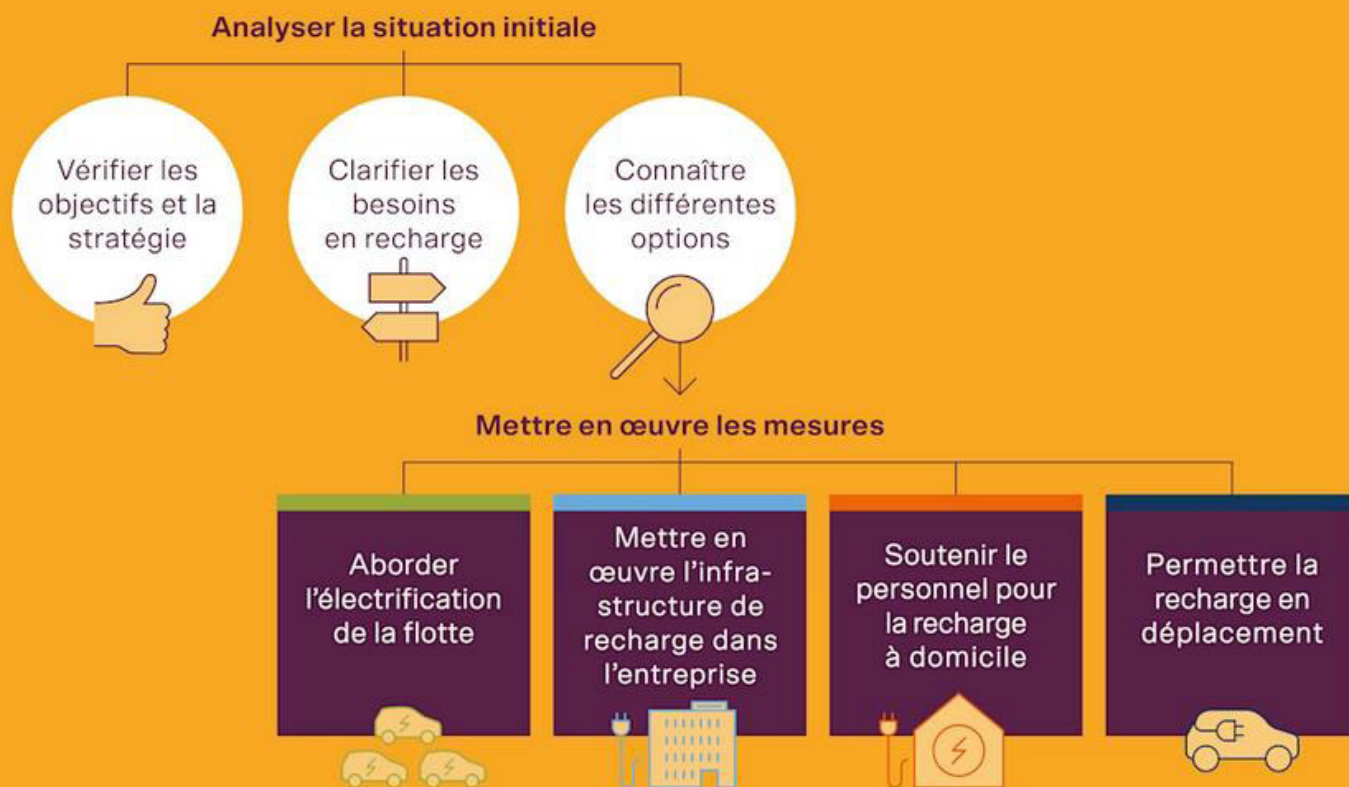 Analyser la situation initiale
Vérifier les
objectifs et la
stratégie
Clarifier les
besoins
en recharge
Connaître
les différentes
options
Mettre en œuvre les mesures
Aborder
l’électrification
de la flotte
Mettre en
œuvre l’infra-
structure de
recharge dans
l’entreprise
Soutenir le
personnel pour
la recharge
à domicile
Permettre la
recharge en
déplacement